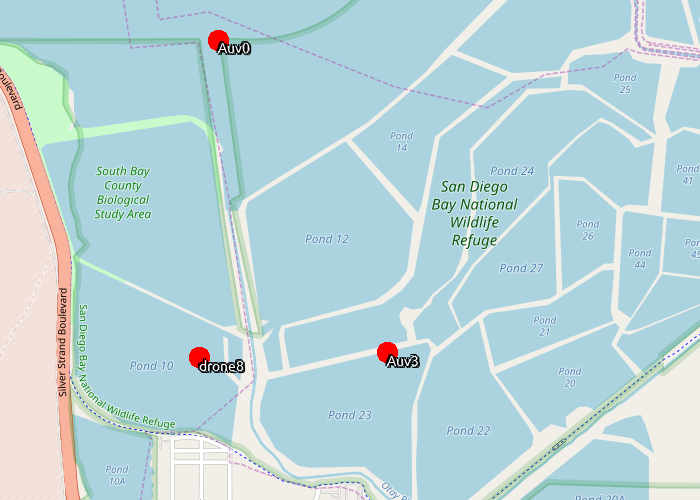 Auv0
Pond
25
Pond
14
South Bay
County
Biological
Study Area
Pond 24
Pond
41
San Diego
Bay National
Wildlife
Refuge
Pond 12
Pond
26
Pond
44
Pond 27
Silver Strand Boulevard
San Diego Bay National Wildlife Refuge
Pond
21
Auv3
Pond 10
drone8
Pond
20
Pond 23
Pond 22
Pond
10A
Pond 20A